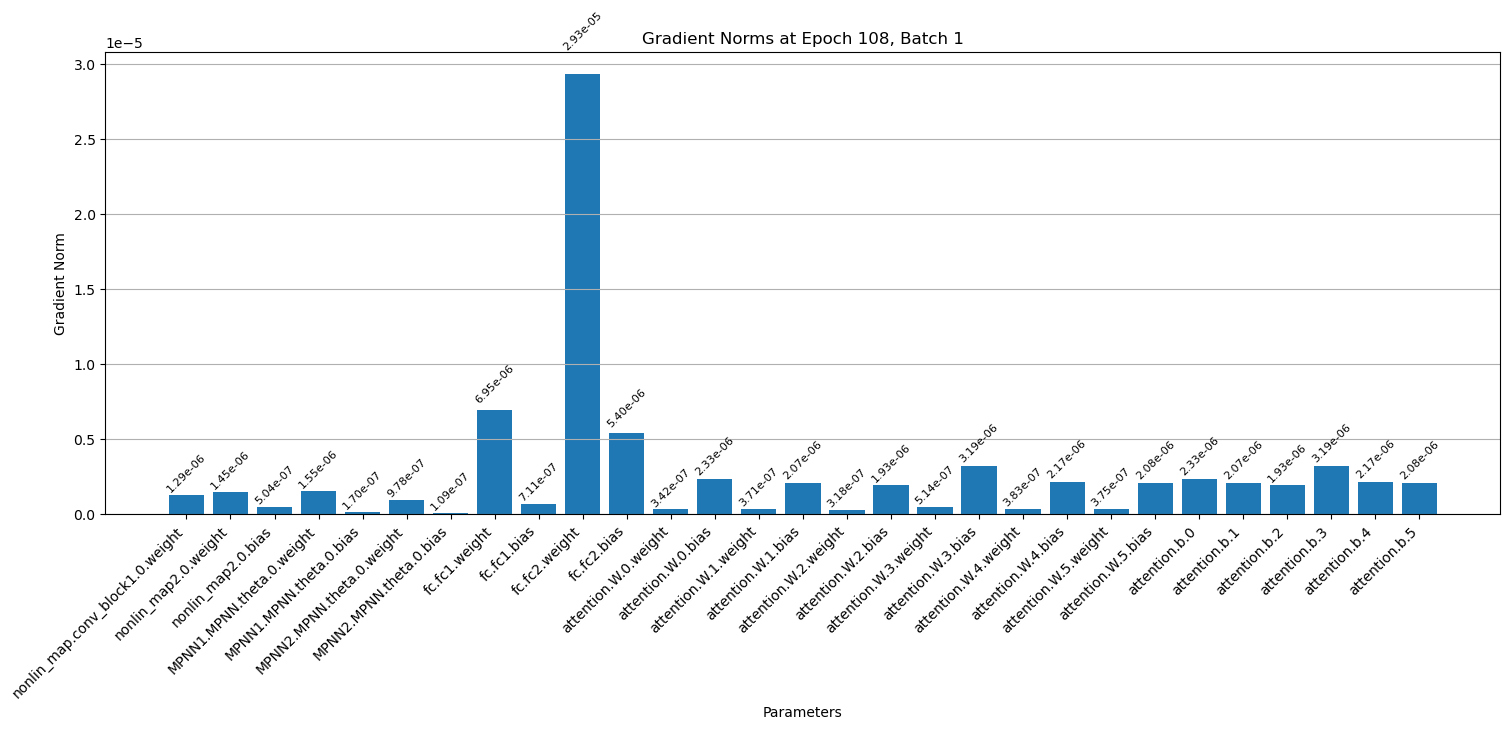 Gradient Norms at Epoch 108, Batch 1
1e−5
3.0
2.5
2.0
1.5
1.0
0.5
0.0
Gradient Norm
1.29e-06
1.45e-06
5.04e-07
1.55e-06
1.70e-07
9.78e-07
1.09e-07
6.95e-06
7.11e-07
2.93e-05
5.40e-06
3.42e-07
2.33e-06
3.71e-07
2.07e-06
3.18e-07
1.93e-06
5.14e-07
3.19e-06
3.83e-07
2.17e-06
3.75e-07
2.08e-06
2.33e-06
2.07e-06
1.93e-06
3.19e-06
2.17e-06
2.08e-06
nonlin_map.conv_block1.0.weight
nonlin_map2.0.weight
nonlin_map2.0.bias
MPNN1.MPNN.theta.0.weight
MPNN1.MPNN.theta.0.bias
MPNN2.MPNN.theta.0.weight
MPNN2.MPNN.theta.0.bias
fc.fc1.weight
fc.fc1.bias
fc.fc2.weight
fc.fc2.bias
attention.W.0.weight
attention.W.0.bias
attention.W.1.weight
attention.W.1.bias
attention.W.2.weight
attention.W.2.bias
attention.W.3.weight
attention.W.3.bias
attention.W.4.weight
attention.W.4.bias
attention.W.5.weight
attention.W.5.bias
attention.b.0
attention.b.1
attention.b.2
attention.b.3
attention.b.4
attention.b.5
Parameters